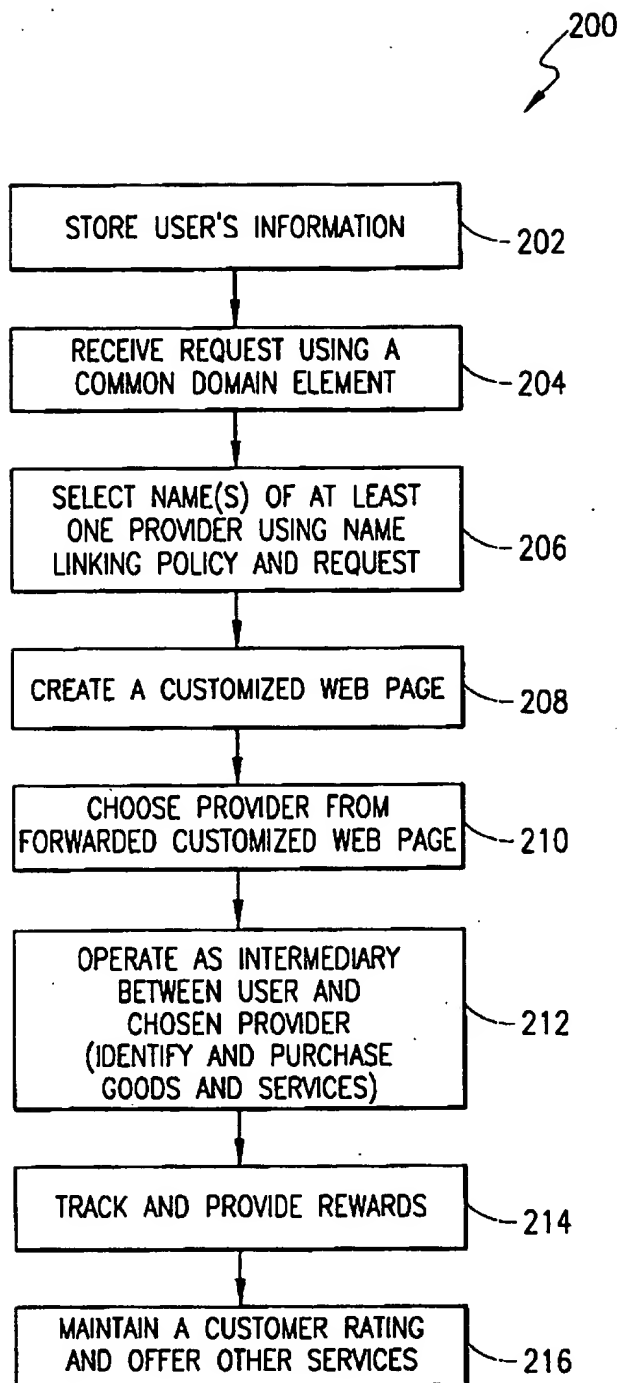 200
STORE USER'S INFORMATION
202
RECEIVE REQUEST USING A
COMMON DOMAIN ELEMENT
204
SELECT NAME(S) OF AT LEAST
ONE PROVIDER USING NAME
LINKING POLICY AND REQUEST
206
CREATE A CUSTOMIZED WEB PAGE
208
CHOOSE PROVIDER FROM
FORWARDED CUSTOMIZED WEB PAGE
210
OPERATE AS INTERMEDIARY
BETWEEN USER AND
CHOSEN PROVIDER
(IDENTIFY AND PURCHASE
GOODS AND SERVICES)
212
TRACK AND PROVIDE REWARDS
214
MAINTAIN A CUSTOMER RATING
AND OFFER OTHER SERVICES
216